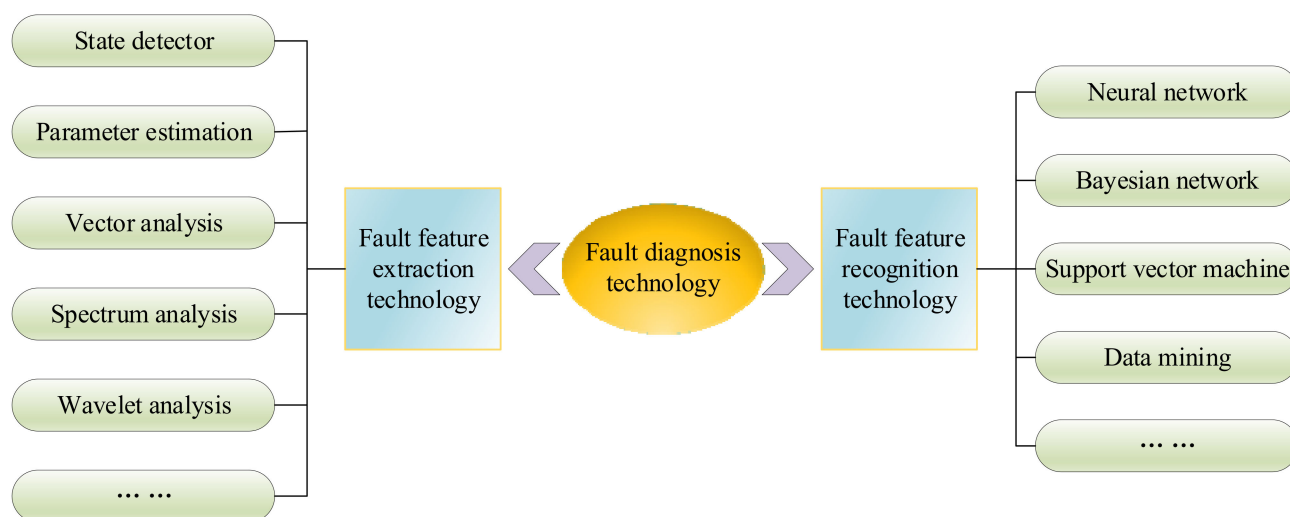 State detector
Parameter estimation
Vector analysis
Spectrum analysis
Wavelet analysis
... ...
Fault feature
extraction
technology
Fault diagnosis
technology
Fault feature
recognition
technology
Neural network
Bayesian network
Support vector machine
Data mining
... ...